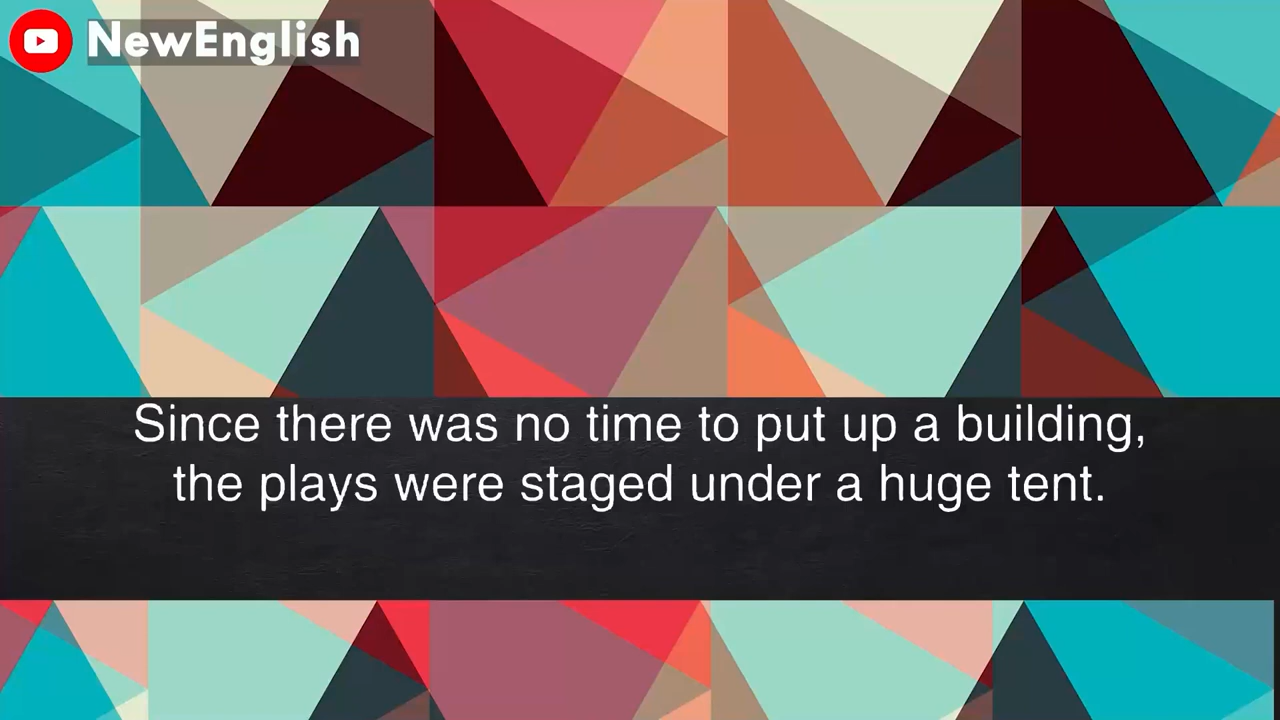 NewEnglish
Since there was no time to put up a building,
the plays were staged under a huge tent.